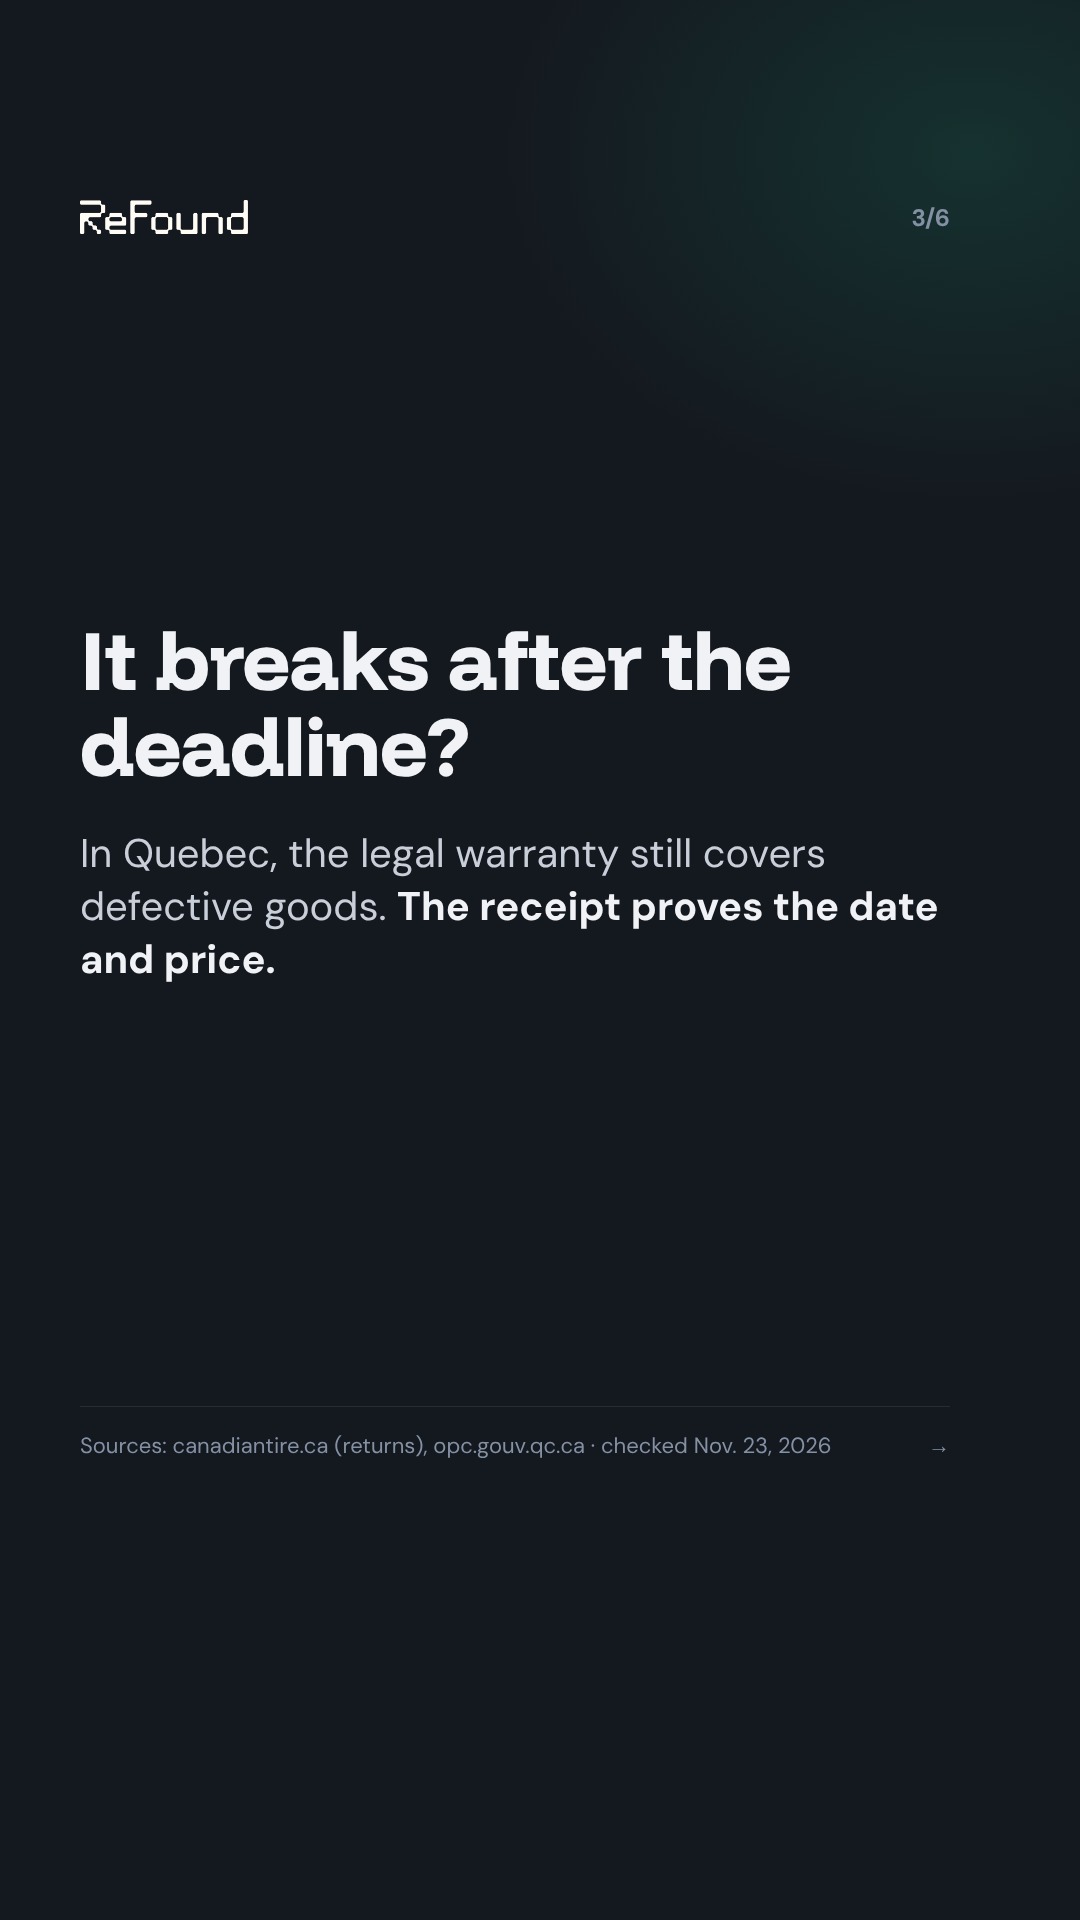 ReFound
3/6
It breaks after the
deadline?
In Quebec, the legal warranty still covers
defective goods. The receipt proves the date
and price.
Sources: canadiantire.ca (returns), opc.gouv.qc.ca · checked Nov. 23, 2026 →